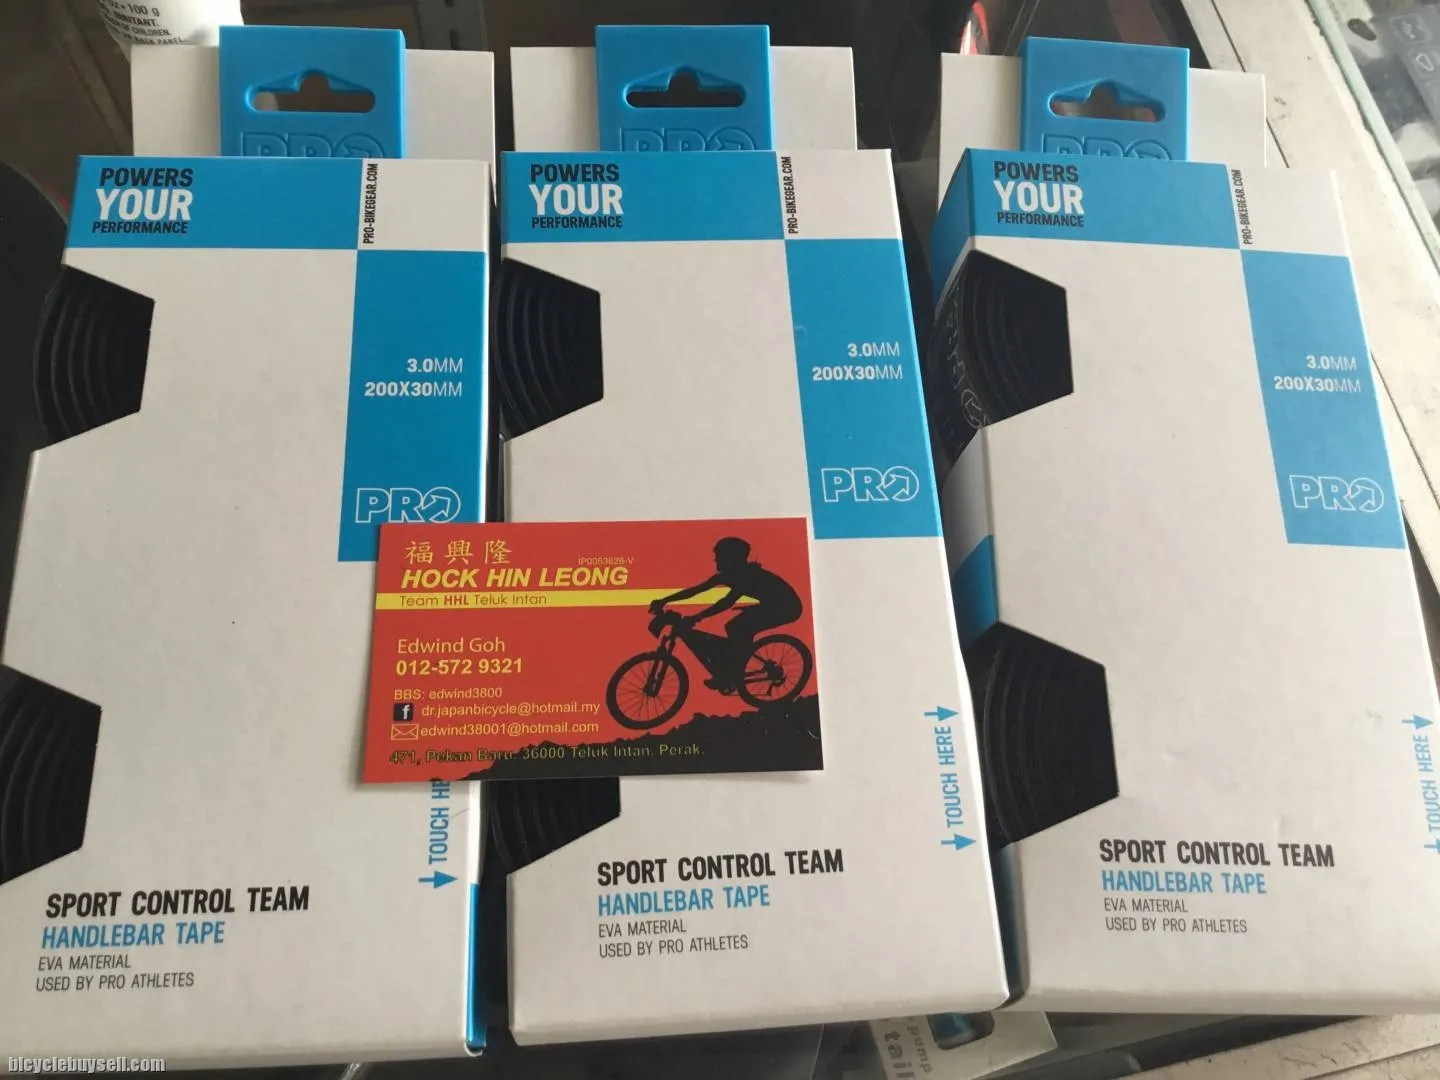 100 g
POWERS
YOUR
PERFORMANCE
PRO-BIKEGEAR.COM
3.0MM
200X30MM
PRO
TOUCH
SPORT CONTROL TEAM
HANDLEBAR TAPE
EVA MATERIAL
USED BY PRO ATHLETES
PRO
POWERS
YOUR
PERFORMANCE
PRO-BIKEGEAR.COM
3.0MM
200X30MM
PRO
TOUCH HERE
SPORT CONTROL TEAM
HANDLEBAR TAPE
EVA MATERIAL
USED BY PRO ATHLETES
PRO
POWERS
YOUR
PERFORMANCE
PRO-BIKEGEAR.COM
3.0MM
200X30MM
PRO
TOUCH HERE
SPORT CONTROL TEAM
HANDLEBAR TAPE
EVA MATERIAL
USED BY PRO ATHLETES
PRO
福興隆
IP0053826-V
HOCK HIN LEONG
Team HHL Teluk Intan
Edwind Goh
012-572 9321
BBS: edwind3800
f dr.japanbicycle@hotmail.my
edwind38001@hotmail.com
471, Pekan Baru. 36000 Teluk Intan. Perak.
bicyclebuysell.com